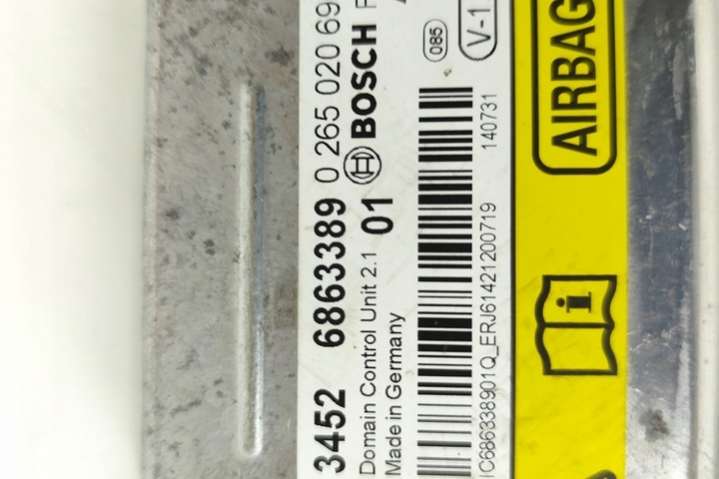 3452 6863389 0 265 020 69
Domain Control Unit 2.1 01 BOSCH
Made in Germany
085
V-1
140731
IC686338901Q_ERJ61421200719
AIRBAG